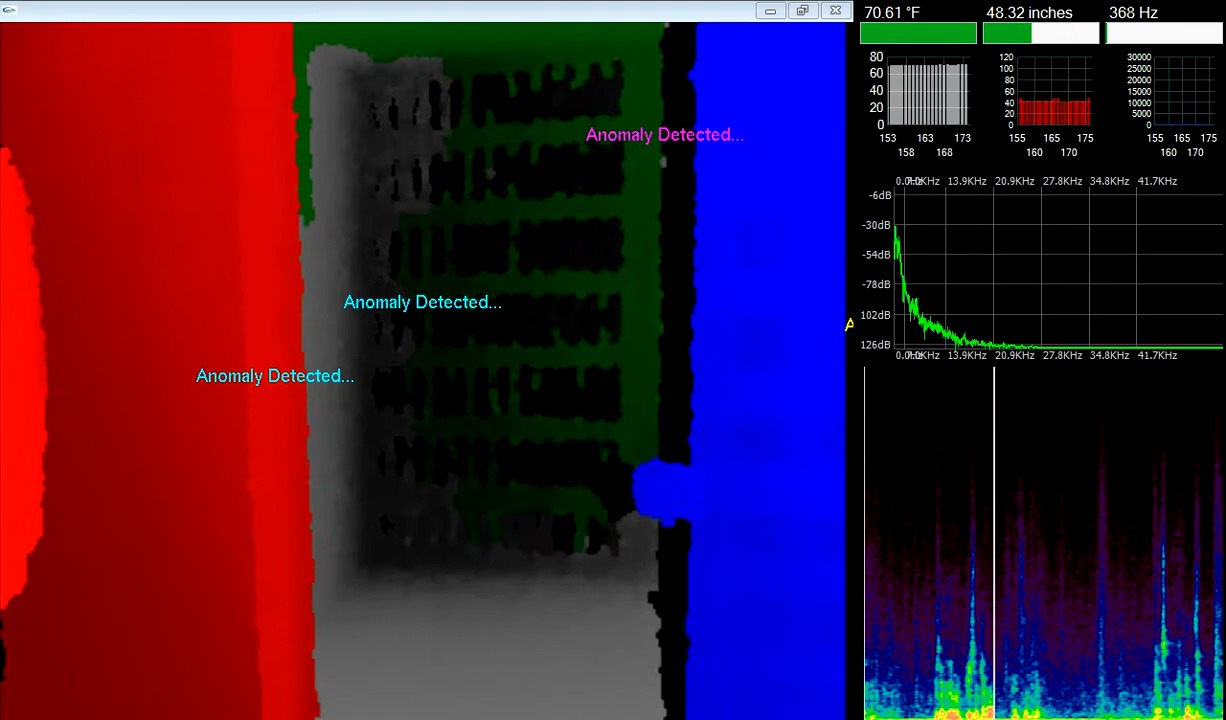 70.61 °F
48.32 inches
368 Hz
80
60
40
20
0
153 163 173
158 168
120
100
80
60
40
20
0
155 165 175
160 170
30000
25000
20000
15000
10000
5000
0
155 165 175
160 170
13.9KHz 20.9KHz 27.8KHz 34.8KHz 41.7KHz
-6dB
-30dB
-54dB
-78dB
102dB
126dB
13.9KHz 20.9KHz 27.8KHz 34.8KHz 41.7KHz
Anomaly Detected...
Anomaly Detected...
Anomaly Detected...
A